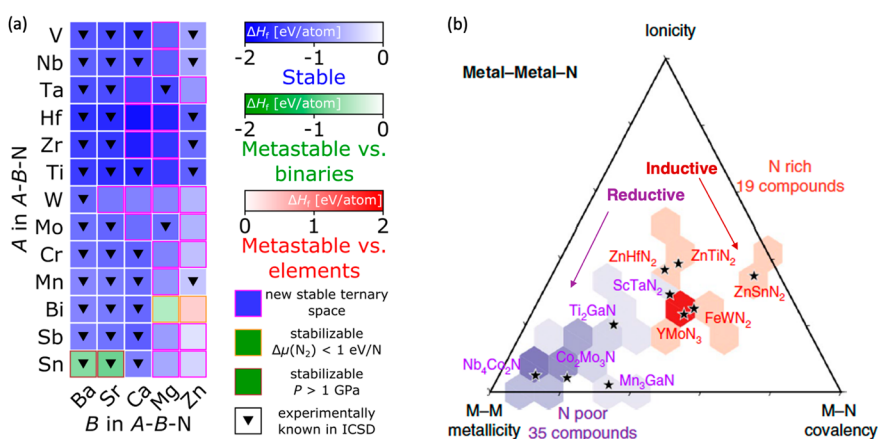 (a)
V
Nb
Ta
Hf
Zr
Ti
W
Mo
Cr
Mn
Bi
Sb
Sn
A in A-B-N
Ba Sr Ca Mg Zn
B in A-B-N
ΔHf [eV/atom]
-2 -1 0
Stable
ΔHf [eV/atom]
-2 -1 0
Metastable vs.
binaries
ΔHf [eV/atom]
0 1 2
Metastable vs.
elements
new stable ternary
space
stabilizable
Δμ(N2) < 1 eV/N
stabilizable
P > 1 GPa
experimentally
known in ICSD
(b)
Ionicity
Metal–Metal–N
Inductive
N rich
19 compounds
Reductive
ZnHfN2
ZnTiN2
ScTaN2
ZnSnN2
Ti2GaN
FeWN2
YMoN3
Nb4Co2N
Co2Mo3N
Mn3GaN
M–M
metallicity
N poor
35 compounds
M–N
covalency